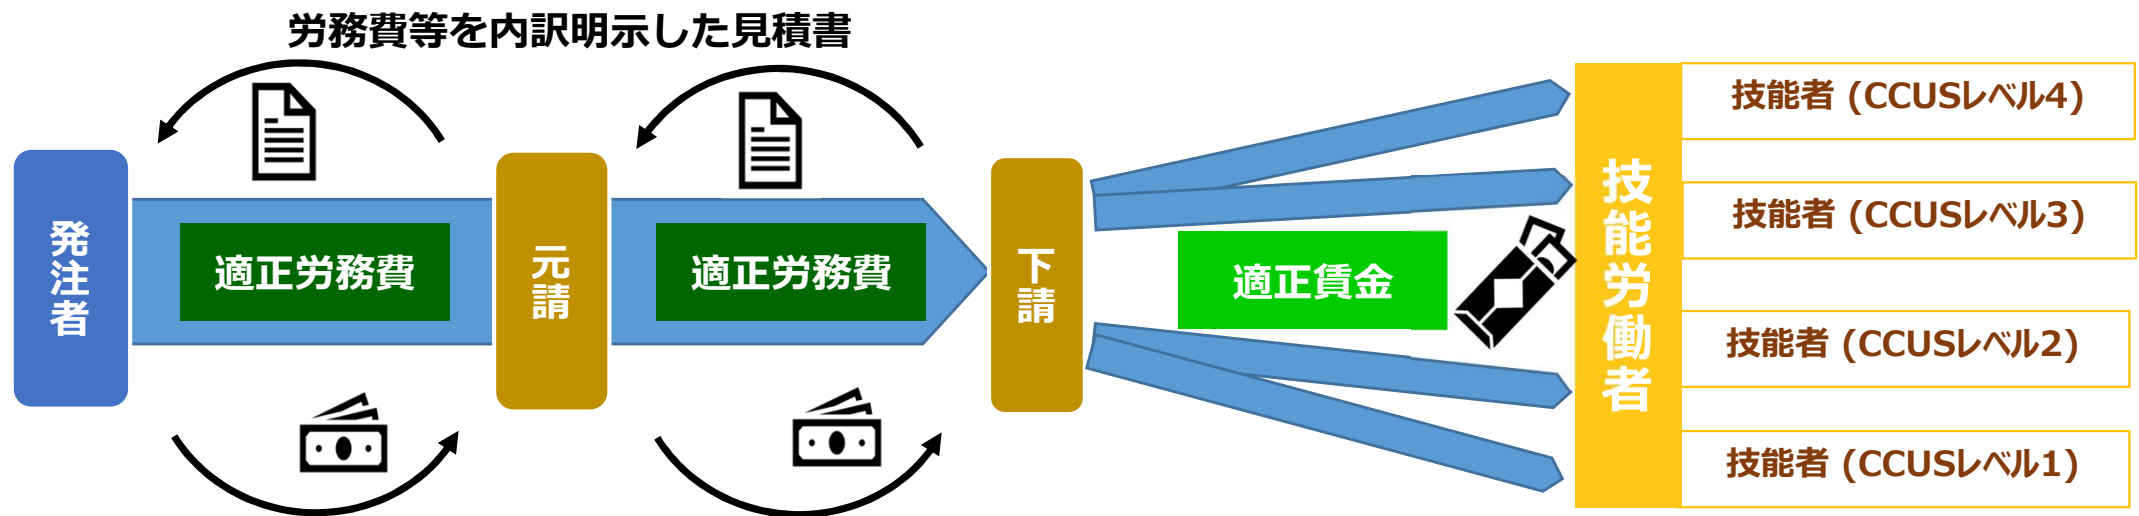 労務費等を内訳明示した見積書
発注者
適正労務費
元請
適正労務費
下請
適正賃金
技能労働者
技能者 (CCUSレベル4)
技能者 (CCUSレベル3)
技能者 (CCUSレベル2)
技能者 (CCUSレベル1)